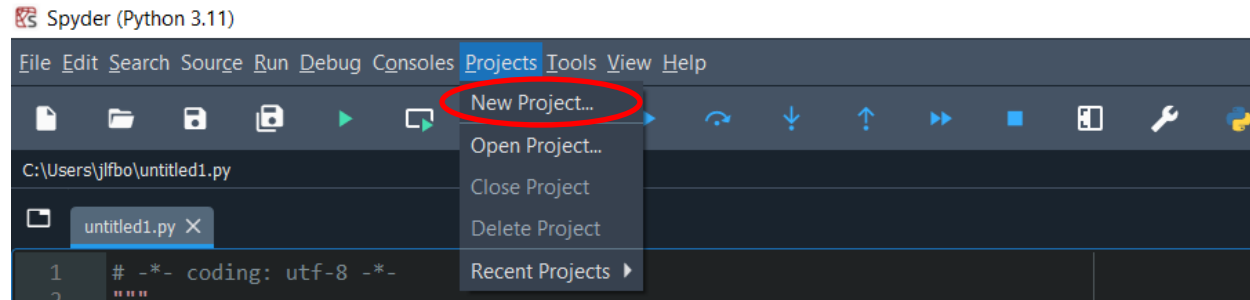 Spyder (Python 3.11)
File Edit Search Source Run Debug Consoles Projects Tools View Help
New Project...
Open Project...
C:\Users\jlfbo\untitled1.py
Close Project
untitled1.py
Delete Project
1 # -*- coding: utf-8 -*-
Recent Projects
2 """